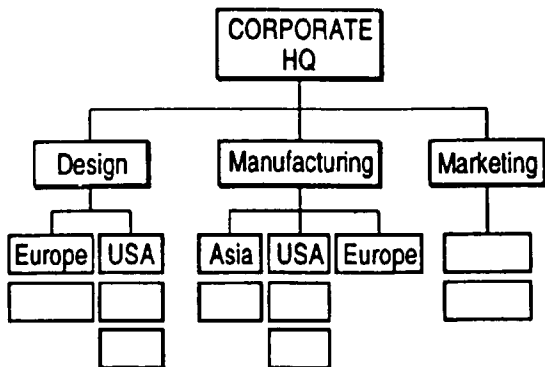 CORPORATE
HQ
Design
Manufacturing
Marketing
Europe
USA
Asia
USA
Europe